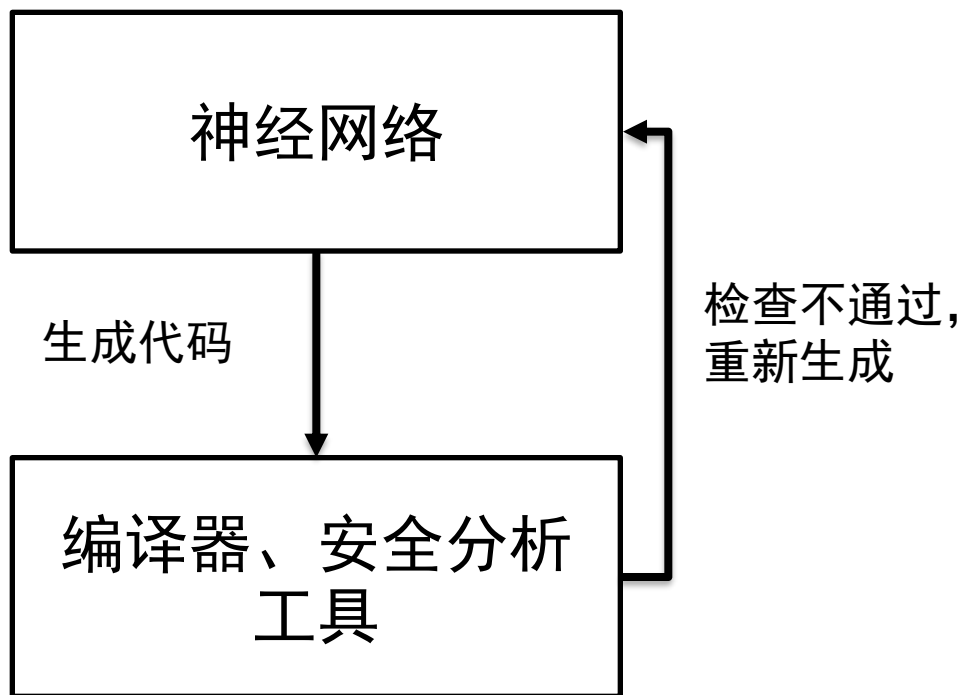 神经网络
生成代码
检查不通过，
重新生成
编译器、安全分析
工具